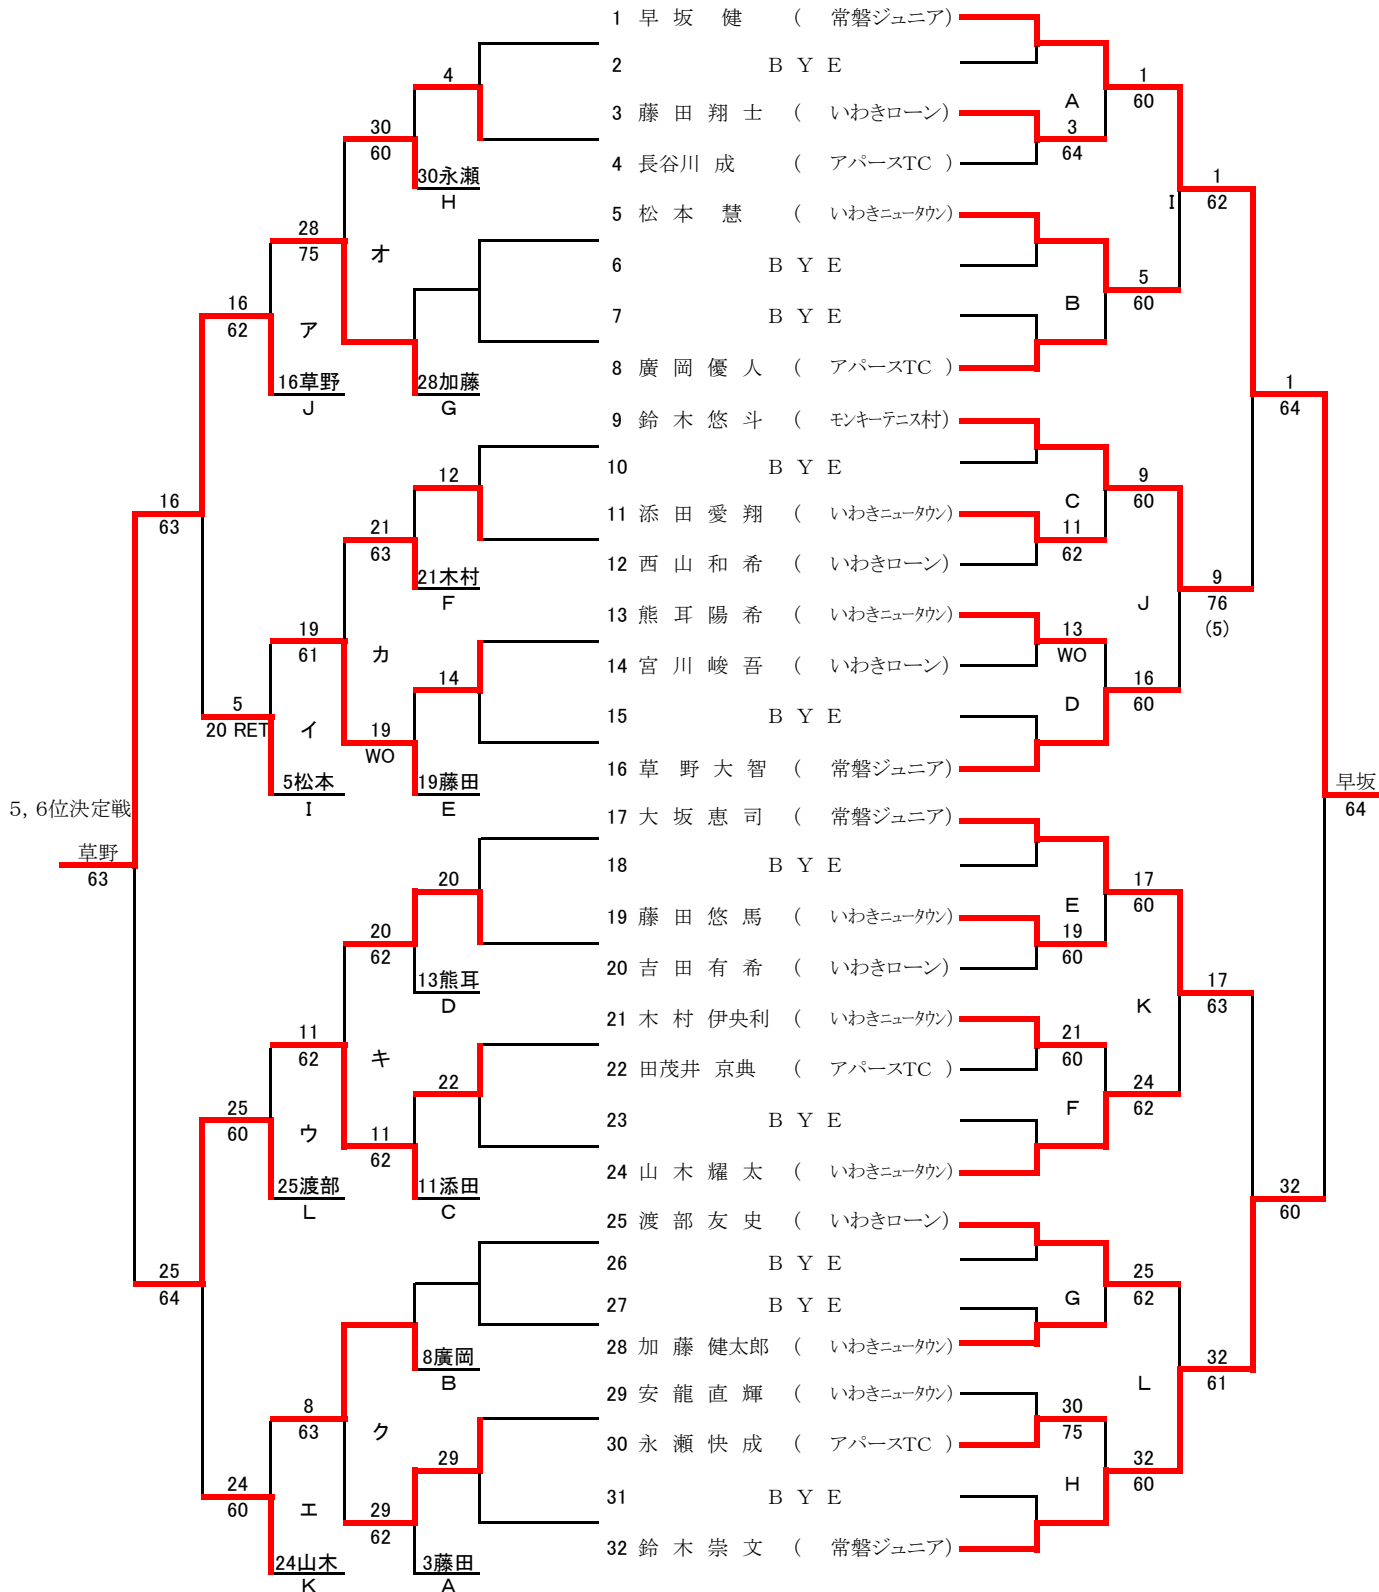 1 早坂 健 ( 常磐ジュニア)
2 BYE
3 藤田翔士 ( いわきローン)
4 長谷川 成 ( アパースTC )
5 松本 慧 ( いわきニュータウン)
6 BYE
7 BYE
8 廣岡優人 ( アパースTC )
9 鈴木悠斗 ( モンキーテニス村)
10 BYE
11 添田愛翔 ( いわきニュータウン)
12 西山和希 ( いわきローン)
13 熊耳陽希 ( いわきニュータウン)
14 宮川峻吾 ( いわきローン)
15 BYE
16 草野大智 ( 常磐ジュニア)
17 大坂恵司 ( 常磐ジュニア)
18 BYE
19 藤田悠馬 ( いわきニュータウン)
20 吉田有希 ( いわきローン)
21 木村伊央利 ( いわきニュータウン)
22 田茂井 京典 ( アパースTC )
23 BYE
24 山木耀太 ( いわきニュータウン)
25 渡部友史 ( いわきローン)
26 BYE
27 BYE
28 加藤健太郎 ( いわきニュータウン)
29 安龍直輝 ( いわきニュータウン)
30 永瀬快成 ( アパースTC )
31 BYE
32 鈴木崇文 ( 常磐ジュニア)
A
3
64
B
C
11
62
13
WO
D
E
19
60
21
60
F
G
30
75
H
1
60
5
60
9
60
16
60
17
60
24
62
25
62
32
60
I
J
K
L
1
62
9
76
(5)
17
63
32
61
1
64
32
60
早坂
64
4
30永瀬
H
28加藤
G
12
21木村
F
14
19藤田
E
20
13熊耳
D
22
11添田
C
8廣岡
B
29
3藤田
A
30
60
オ
21
63
カ
19
WO
20
62
キ
11
62
ク
29
62
28
75
ア
16草野
J
19
61
イ
5松本
I
11
62
ウ
25渡部
L
8
63
エ
24山木
K
16
62
5
20 RET
25
60
24
60
16
63
25
64
5, 6位決定戦
草野
63